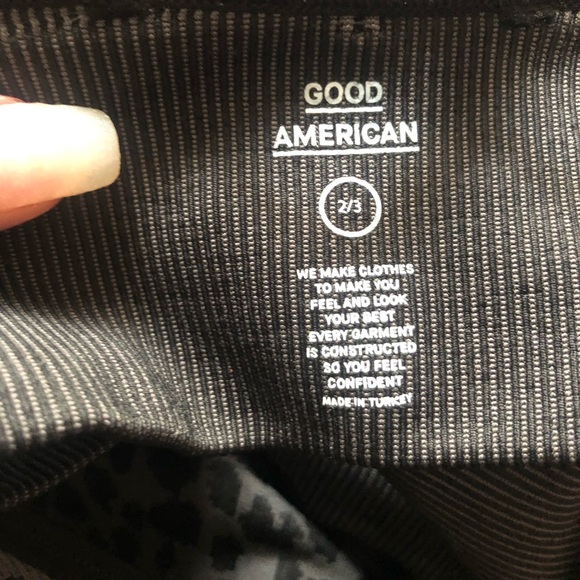 GOOD
AMERICAN
2/3
WE MAKE CLOTHES
TO MAKE YOU
FEEL AND LOOK
YOUR BEST
EVERY GARMENT
IS CONSTRUCTED
SO YOU FEEL
CONFIDENT
MADE IN TURKEY